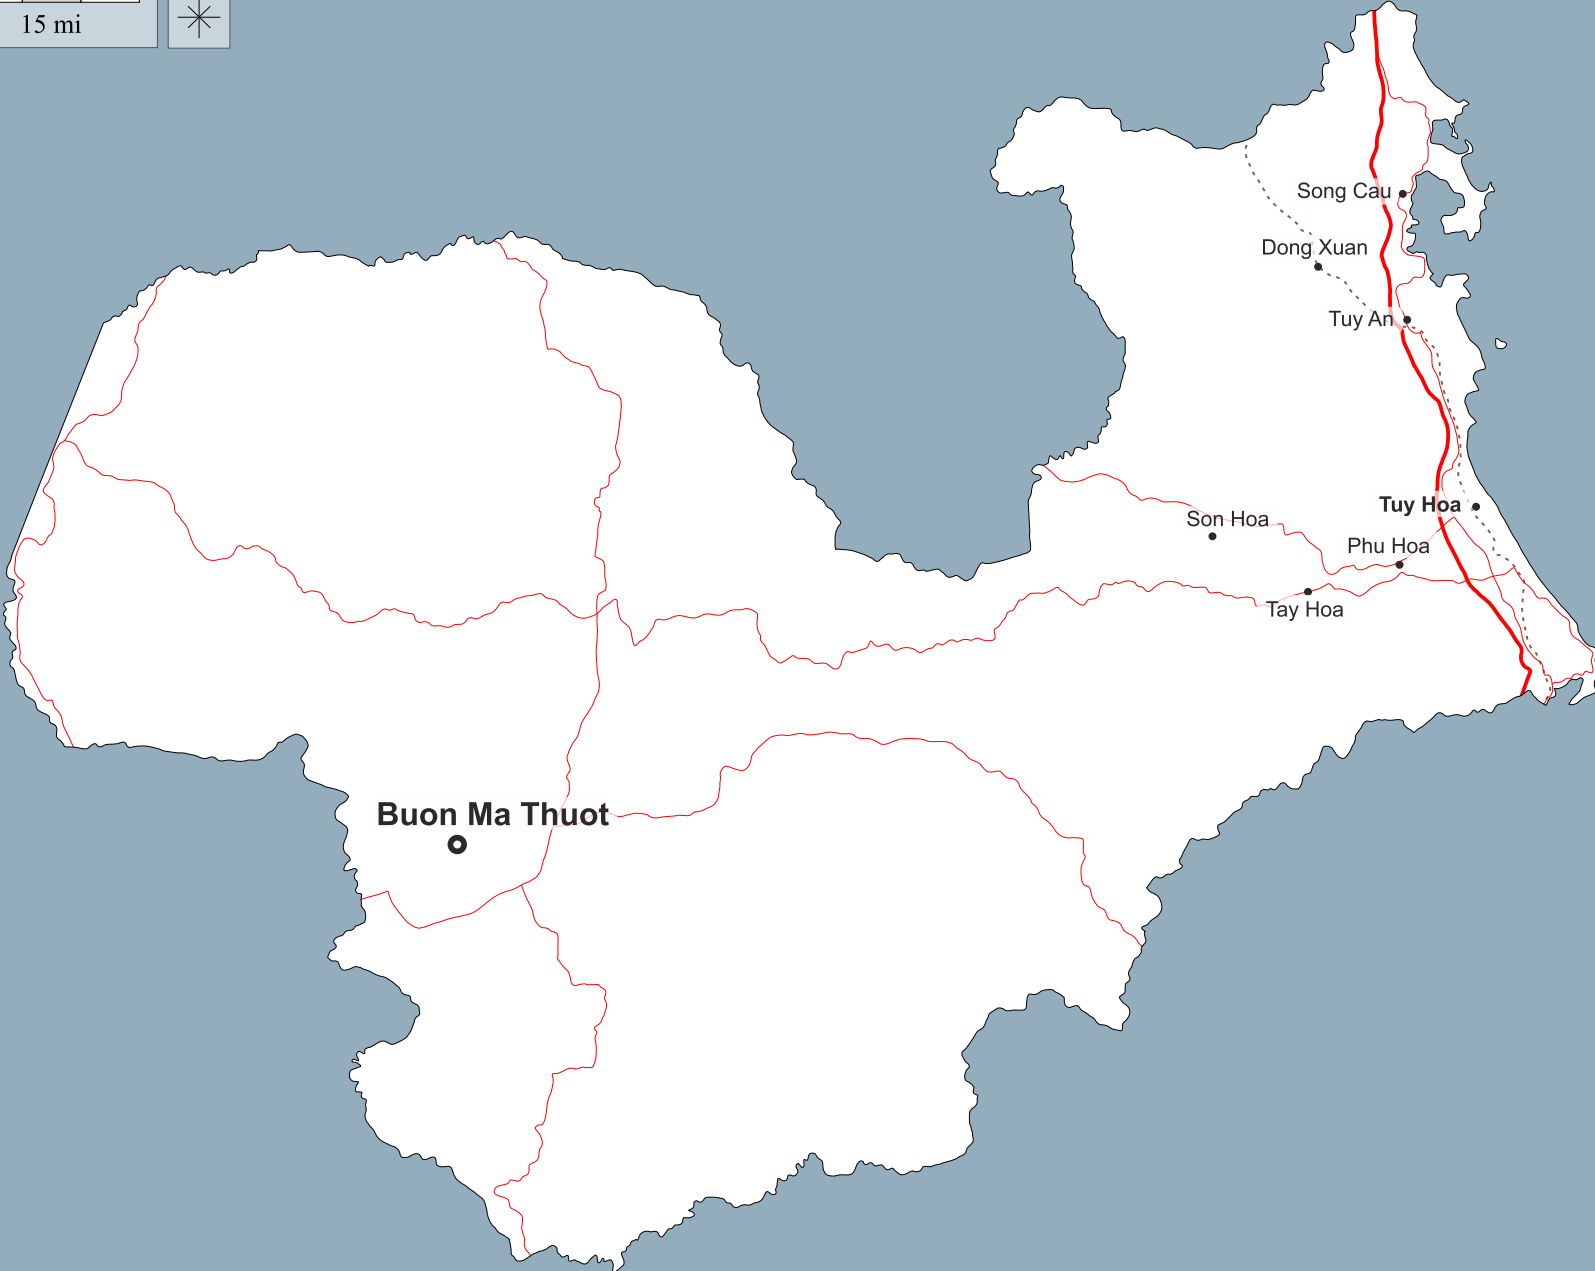 15 mi
Song Cau
Dong Xuan
Tuy An
Tuy Hoa
Son Hoa
Phu Hoa
Tay Hoa
Buon Ma Thuot